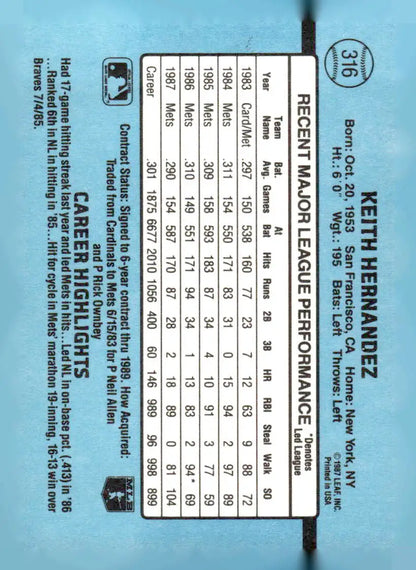 316
KEITH HERNANDEZ
©1987 LEAF, INC.
Printed in USA
Born: Oct. 20, 1953 San Francisco, CA Home: New York, NY
Ht.: 6' 0" Wgt.: 195 Bats: Left Throws: Left
RECENT MAJOR LEAGUE PERFORMANCE *Denotes Led League
Year Team Name Bat. Avg. Games At Bat Hits Runs 2B 3B HR RBI Steal Walk SO
1983 Card/Met .297 150 538 160 77 23 7 12 63 9 88 72
1984 Mets .311 154 550 171 83 31 0 15 94 2 97 89
1985 Mets .309 158 593 183 87 34 4 10 91 3 77 59
1986 Mets .310 149 551 171 94 34 1 13 83 2 94* 69
1987 Mets .290 154 587 170 87 28 2 18 89 0 81 104
Career .301 1875 6677 2010 1056 400 60 146 989 96 998 899
Contract Status: Signed to 6-year contract thru 1989. How Acquired:
Traded from Cardinals to Mets 6/15/83 for P Neil Allen
and P Rick Ownbey
CAREER HIGHLIGHTS
Had 17-game hitting streak last year and led Mets in hits...Led NL in on-base pct. (.413) in '86
...Ranked 6th in NL in hitting in '85...Hit for cycle in Mets' marathon 19-inning, 16-13 win over
Braves 7/4/85.